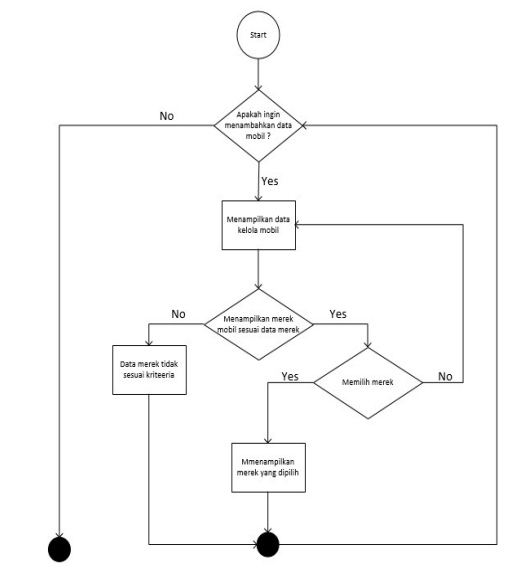 Start
Apakah ingin
menambahkan data
mobil ?
No
Yes
Menampilkan data
kelola mobil
No
Menampilkan merek
mobil sesuai data merek
Yes
Data merek tidak
sesuai kriteeria
Yes
Memilih merek
No
Mmenampilkan
merek yang dipilih